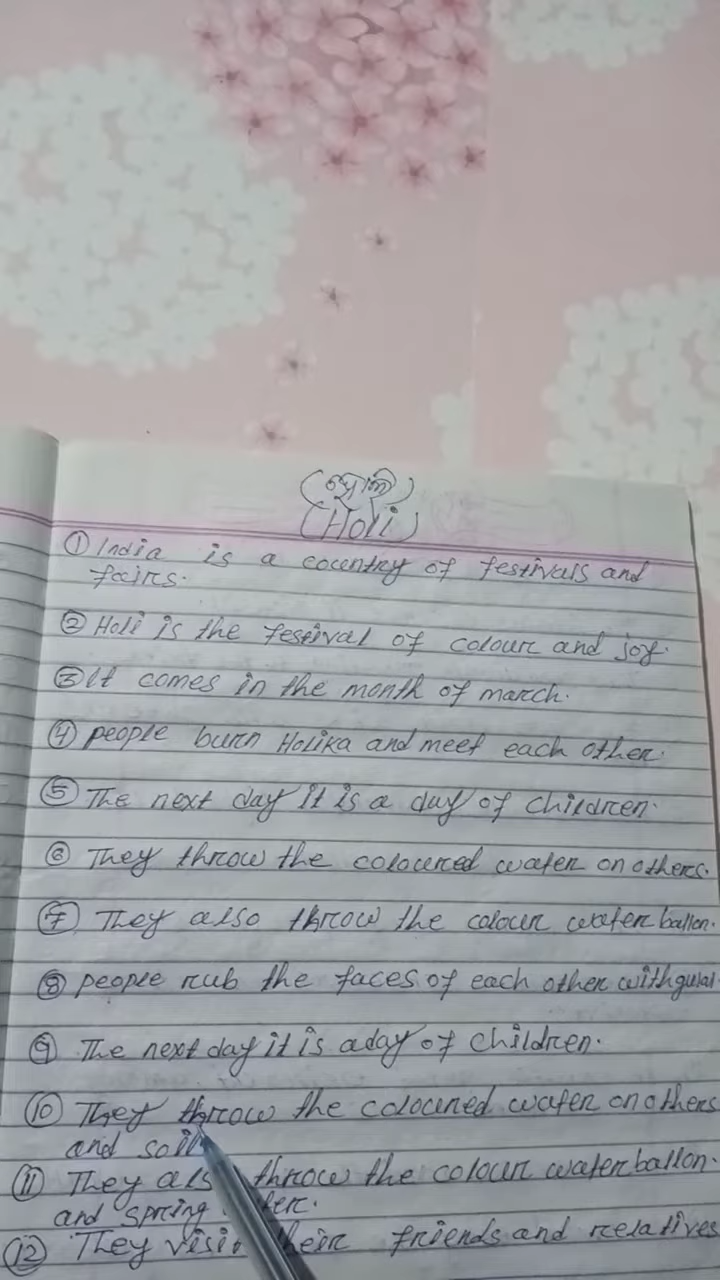 (Holi)
① India is a country of festivals and
fairs.
② Holi is the festival of colour and joy.
③ It comes in the month of march.
④ people burn Holika and meet each other.
⑤ The next day it is a day of children.
⑥ They throw the coloured water on others.
⑦ They also throw the colour water ballon.
⑧ people rub the faces of each other with gulal.
⑨ The next day it is a day of children.
⑩ They throw the coloured water on others
and
⑪ They throw the colour water ballon.
and spring
⑫ They friends and relatives